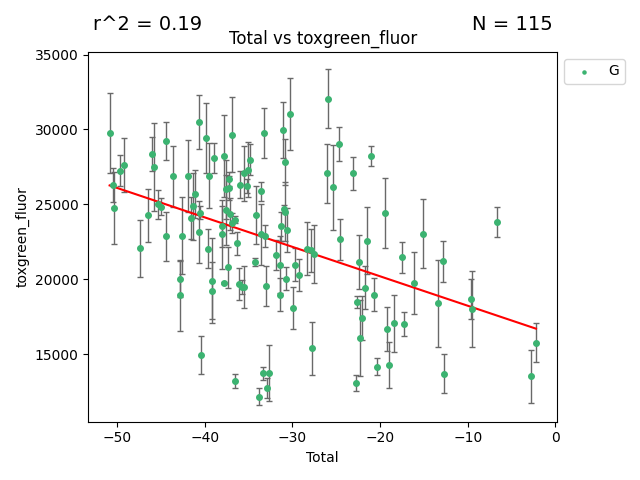 r^2 = 0.19
N = 115
Total vs toxgreen_fluor
G
35000
30000
25000
20000
15000
toxgreen_fluor
−50
−40
−30
−20
−10
0
Total